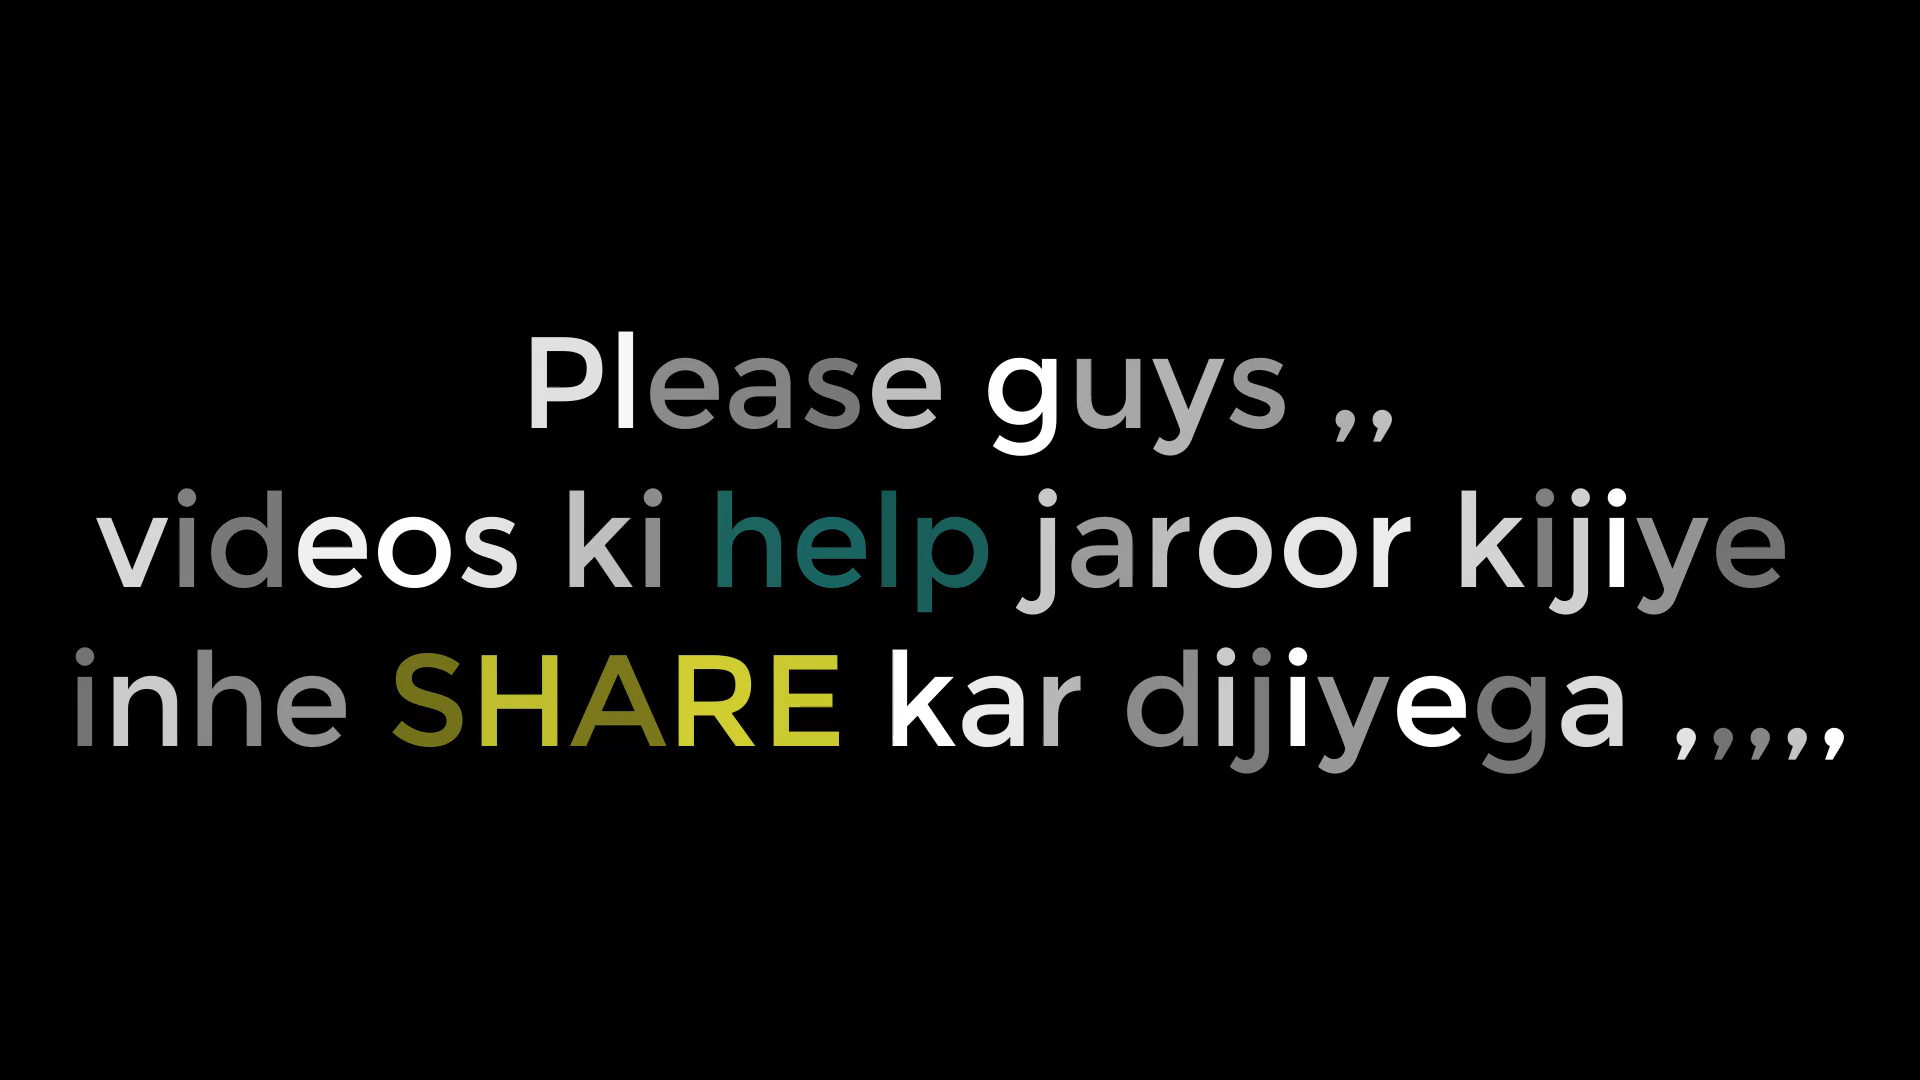 Please guys ,,
videos ki help jaroor kijiye
inhe SHARE kar dijiyega ,,,,,